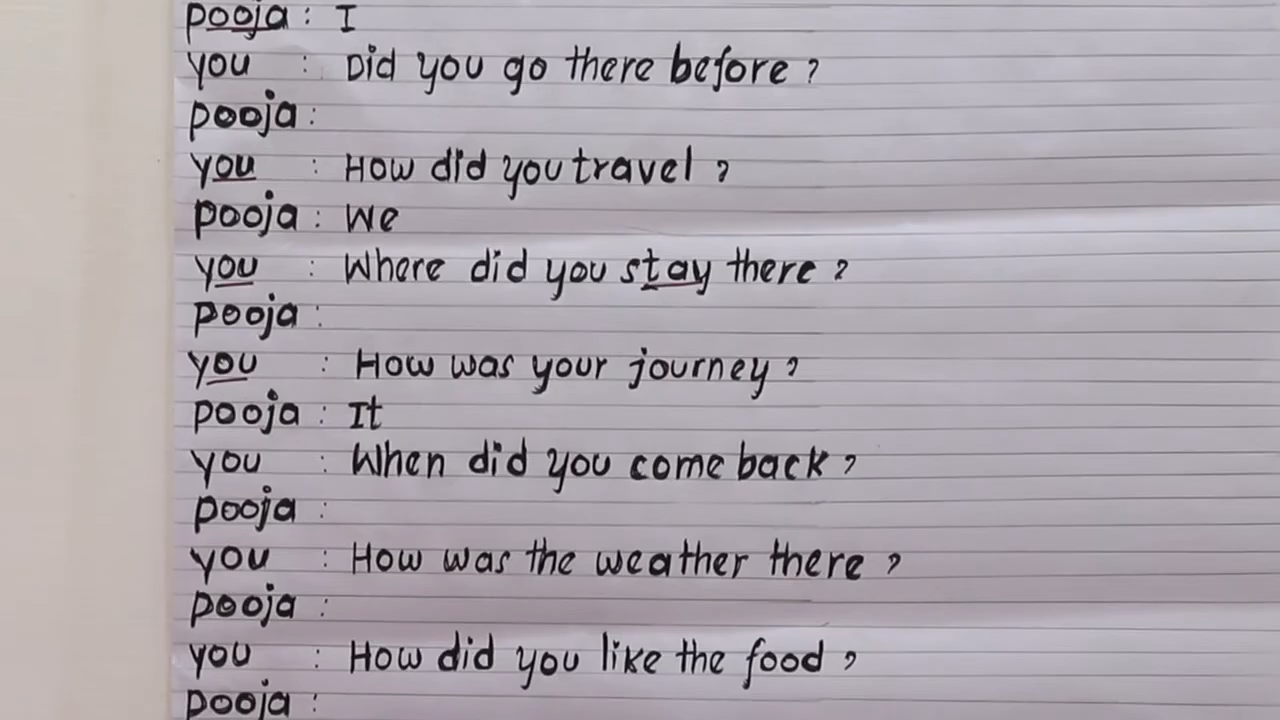 pooja : I
you : Did you go there before ?
pooja :
you : How did you travel ?
pooja : We
you : Where did you stay there ?
pooja :
you : How was your journey ?
pooja : It
you : When did you come back ?
pooja :
you : How was the weather there ?
pooja :
you : How did you like the food ?
pooja :